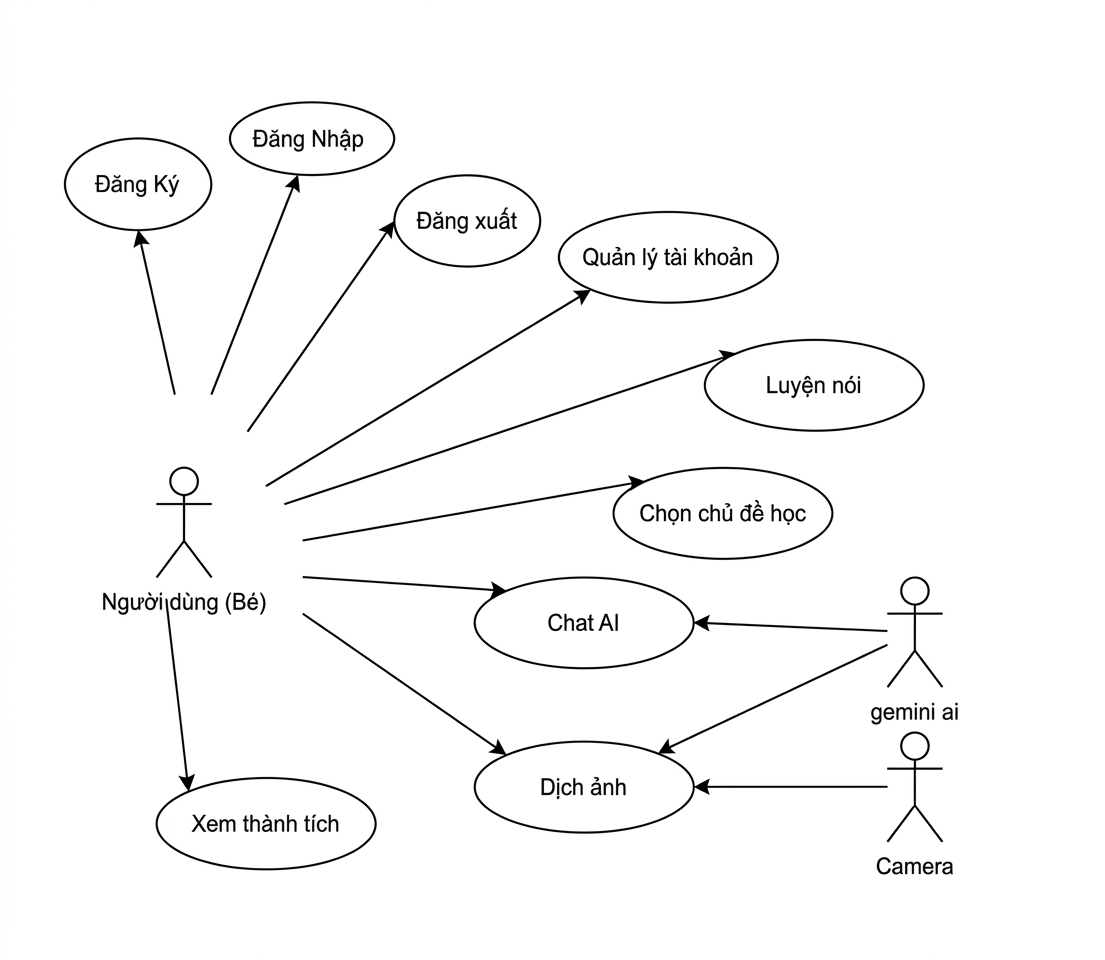 Đăng Nhập
Đăng Ký
Đăng xuất
Quản lý tài khoản
Luyện nói
Chọn chủ đề học
Người dùng (Bé)
Chat AI
gemini ai
Dịch ảnh
Xem thành tích
Camera